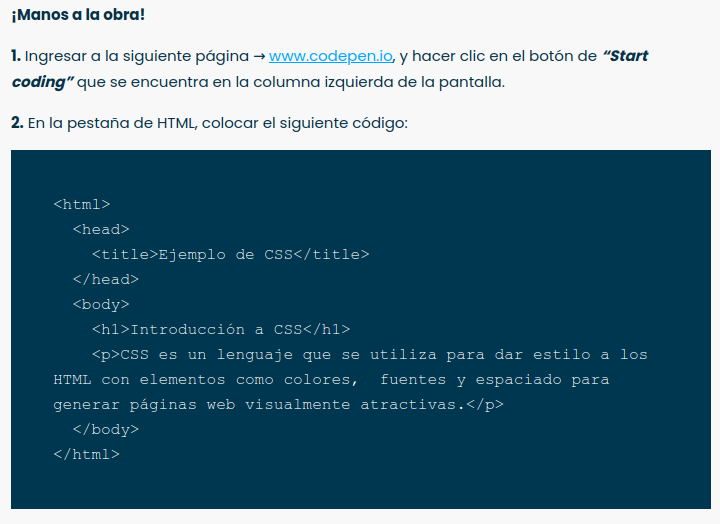 ¡Manos a la obra!
1. Ingresar a la siguiente página → www.codepen.io, y hacer clic en el botón de “Start
coding” que se encuentra en la columna izquierda de la pantalla.
2. En la pestaña de HTML, colocar el siguiente código:
<html>
  <head>
    <title>Ejemplo de CSS</title>
  </head>
  <body>
    <h1>Introducción a CSS</h1>
    <p>CSS es un lenguaje que se utiliza para dar estilo a los
HTML con elementos como colores,  fuentes y espaciado para
generar páginas web visualmente atractivas.</p>
  </body>
</html>